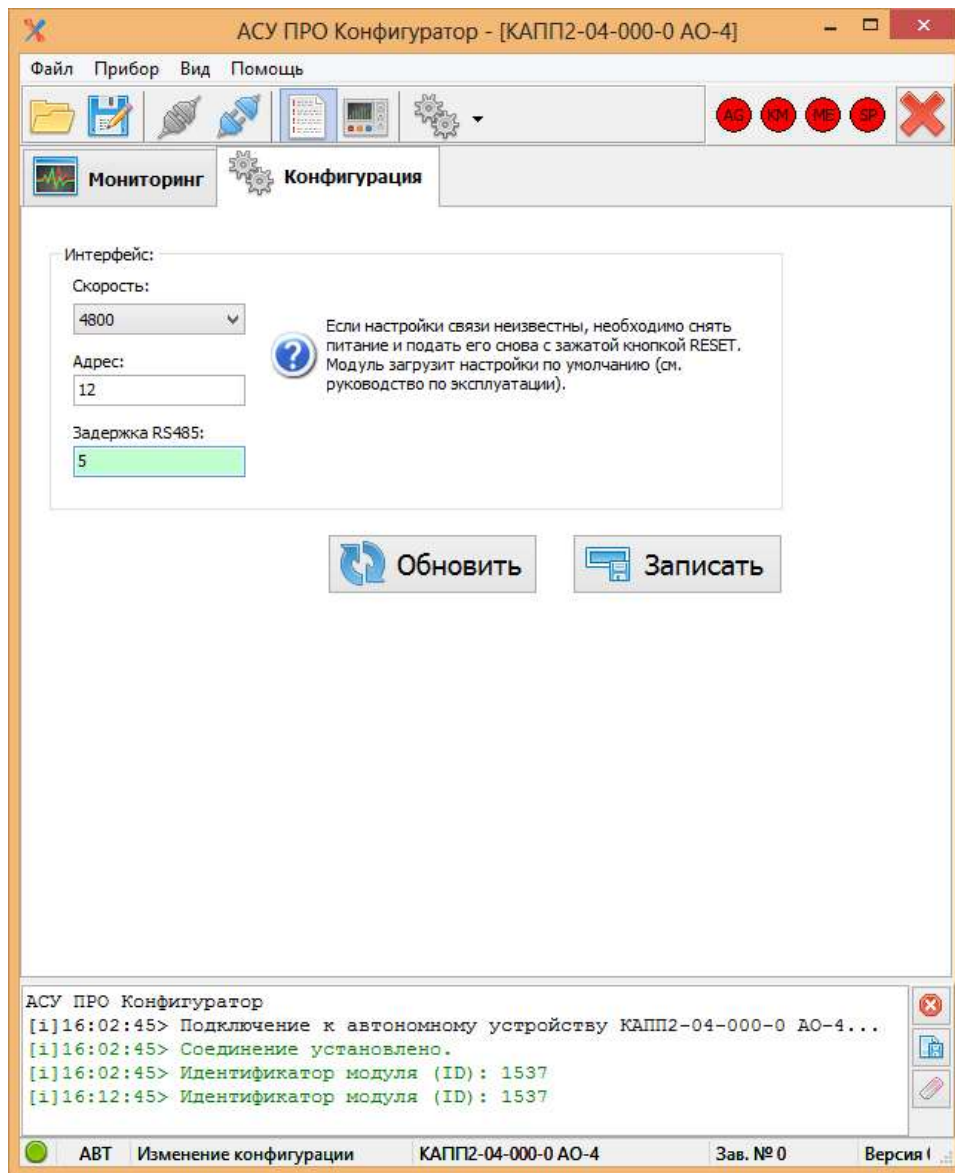 АСУ ПРО Конфигуратор - [КАПП2-04-000-0 АО-4]
Файл Прибор Вид Помощь
AG KM ME SP
Мониторинг Конфигурация
Интерфейс:
Скорость:
4800
Адрес:
12
Задержка RS485:
5
Если настройки связи неизвестны, необходимо снять
питание и подать его снова с зажатой кнопкой RESET.
Модуль загрузит настройки по умолчанию (см.
руководство по эксплуатации).
Обновить Записать
АСУ ПРО Конфигуратор
[i]16:02:45> Подключение к автономному устройству КАПП2-04-000-0 АО-4...
[i]16:02:45> Соединение установлено.
[i]16:02:45> Идентификатор модуля (ID): 1537
[i]16:12:45> Идентификатор модуля (ID): 1537
АВТ Изменение конфигурации КАПП2-04-000-0 АО-4 Зав. № 0 Версия